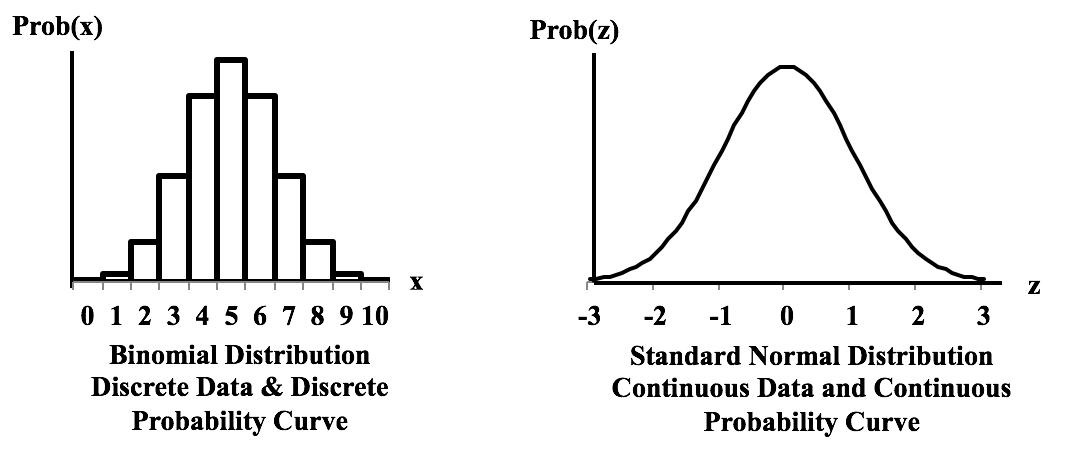 Prob(x)
x
0 1 2 3 4 5 6 7 8 9 10
Binomial Distribution
Discrete Data & Discrete
Probability Curve
Prob(z)
z
-3 -2 -1 0 1 2 3
Standard Normal Distribution
Continuous Data and Continuous
Probability Curve